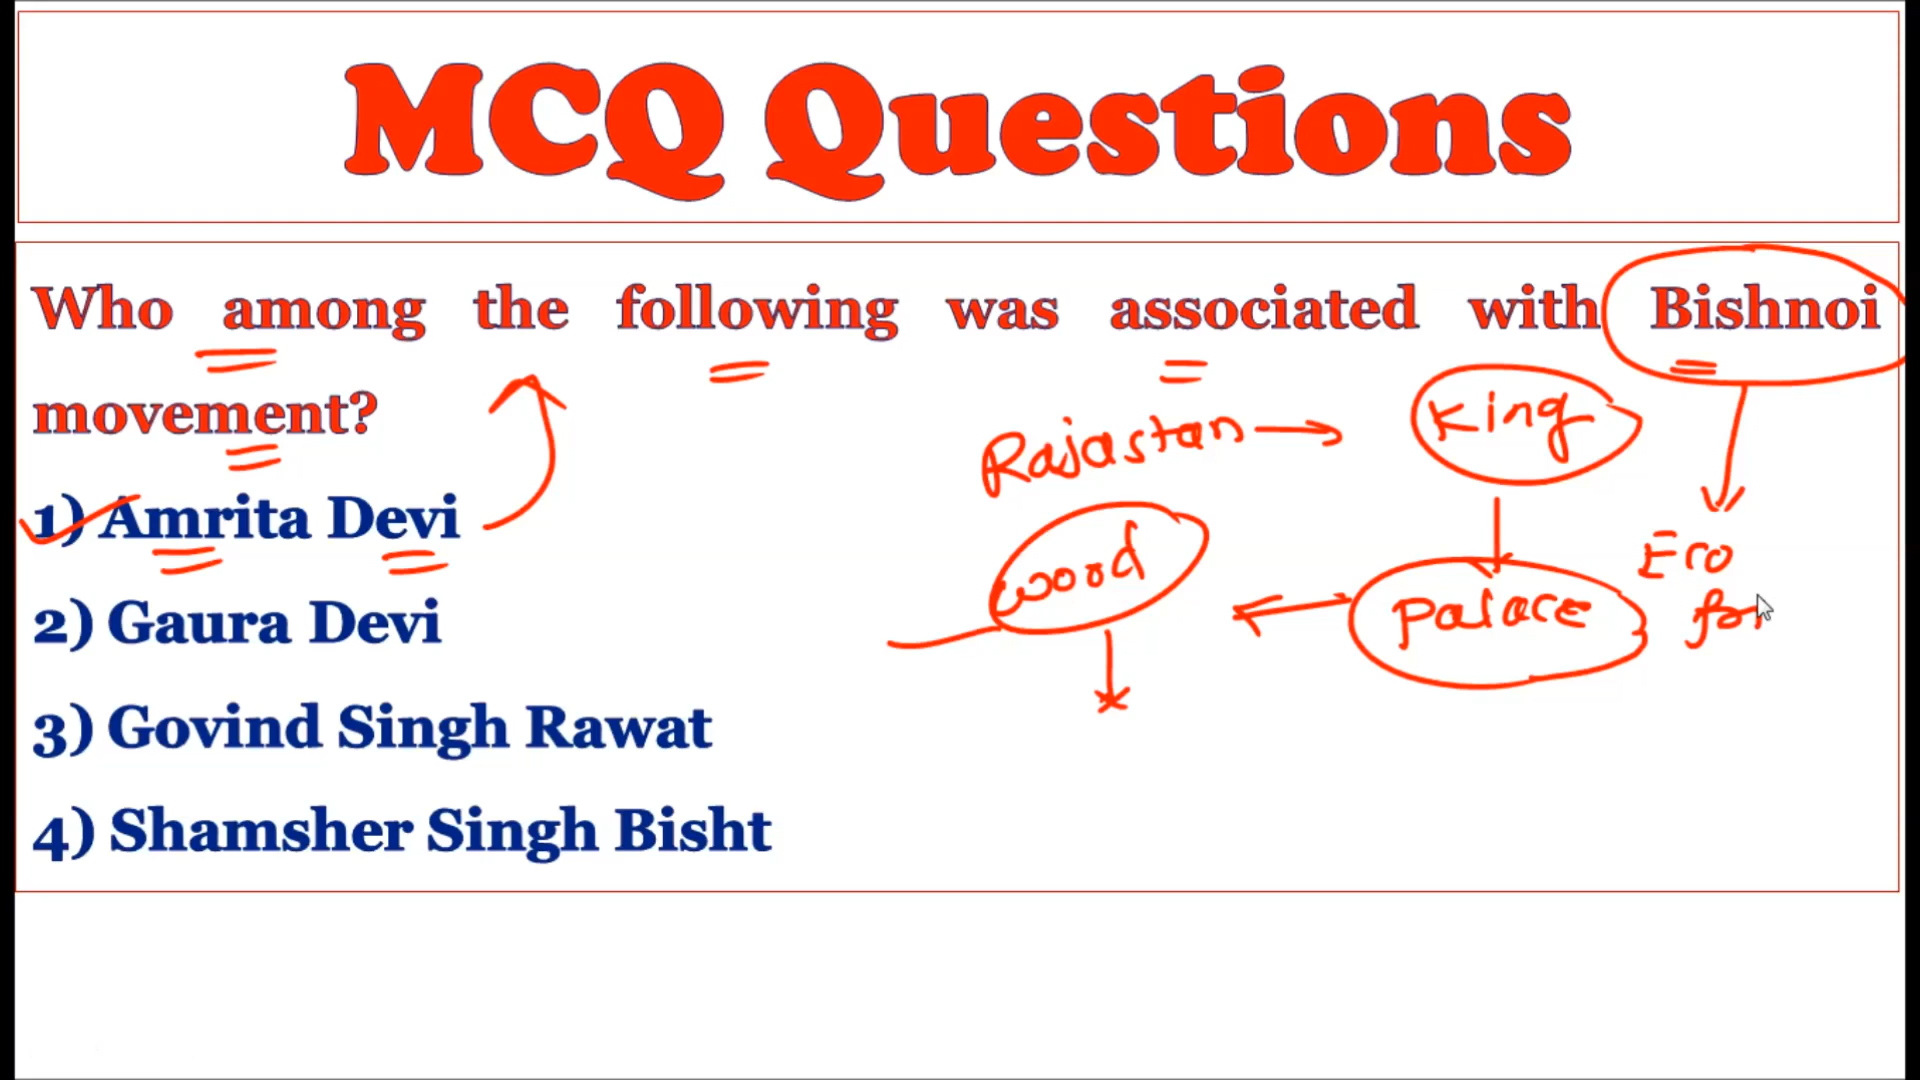 MCQ Questions
Who among the following was associated with Bishnoi
movement?
Rajastan
King
1) Amrita Devi
wood
Eco
2) Gaura Devi
palace
3) Govind Singh Rawat
4) Shamsher Singh Bisht